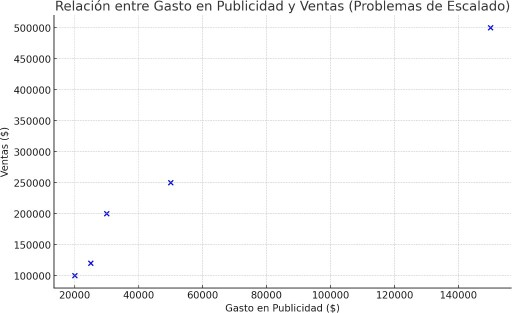 Relación entre Gasto en Publicidad y Ventas (Problemas de Escalado)
500000
450000
400000
350000
300000
250000
200000
150000
100000
Ventas ($)
20000 40000 60000 80000 100000 120000 140000
Gasto en Publicidad ($)